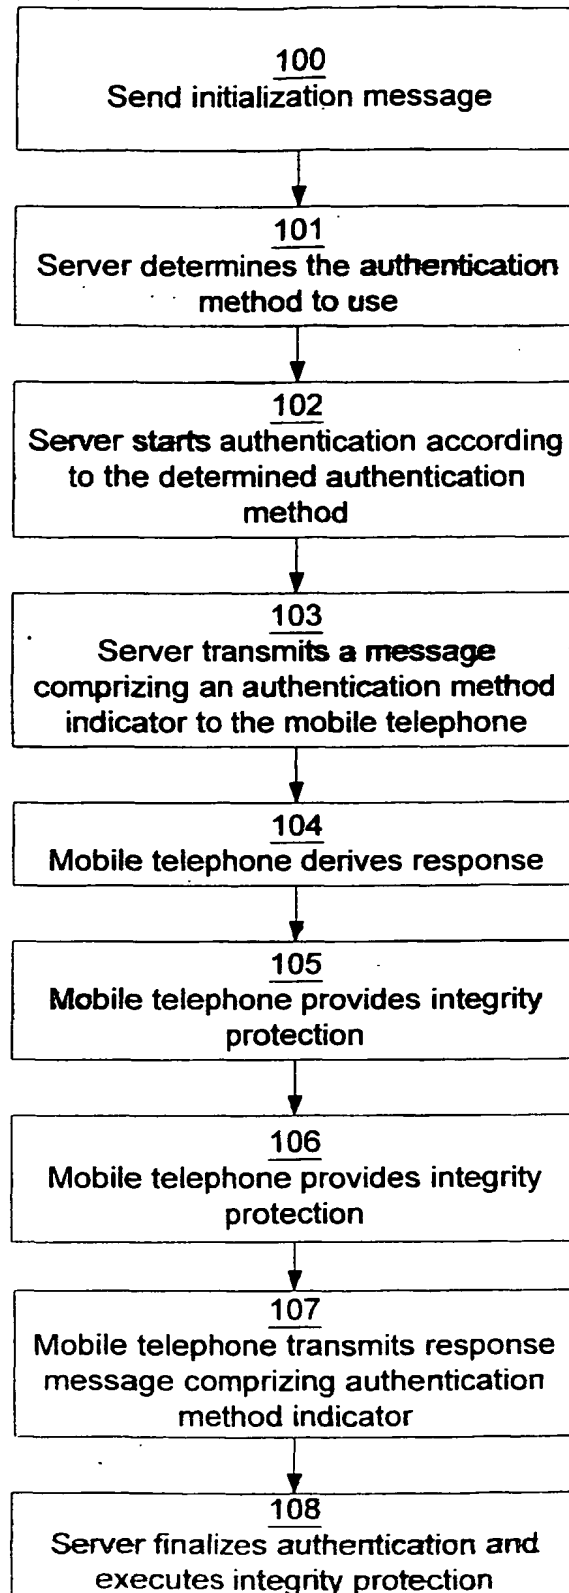 100
Send initialization message
101
Server determines the authentication
method to use
102
Server starts authentication according
to the determined authentication
method
103
Server transmits a message
comprizing an authentication method
indicator to the mobile telephone
104
Mobile telephone derives response
105
Mobile telephone provides integrity
protection
106
Mobile telephone provides integrity
protection
107
Mobile telephone transmits response
message comprizing authentication
method indicator
108
Server finalizes authentication and
executes integrity protection